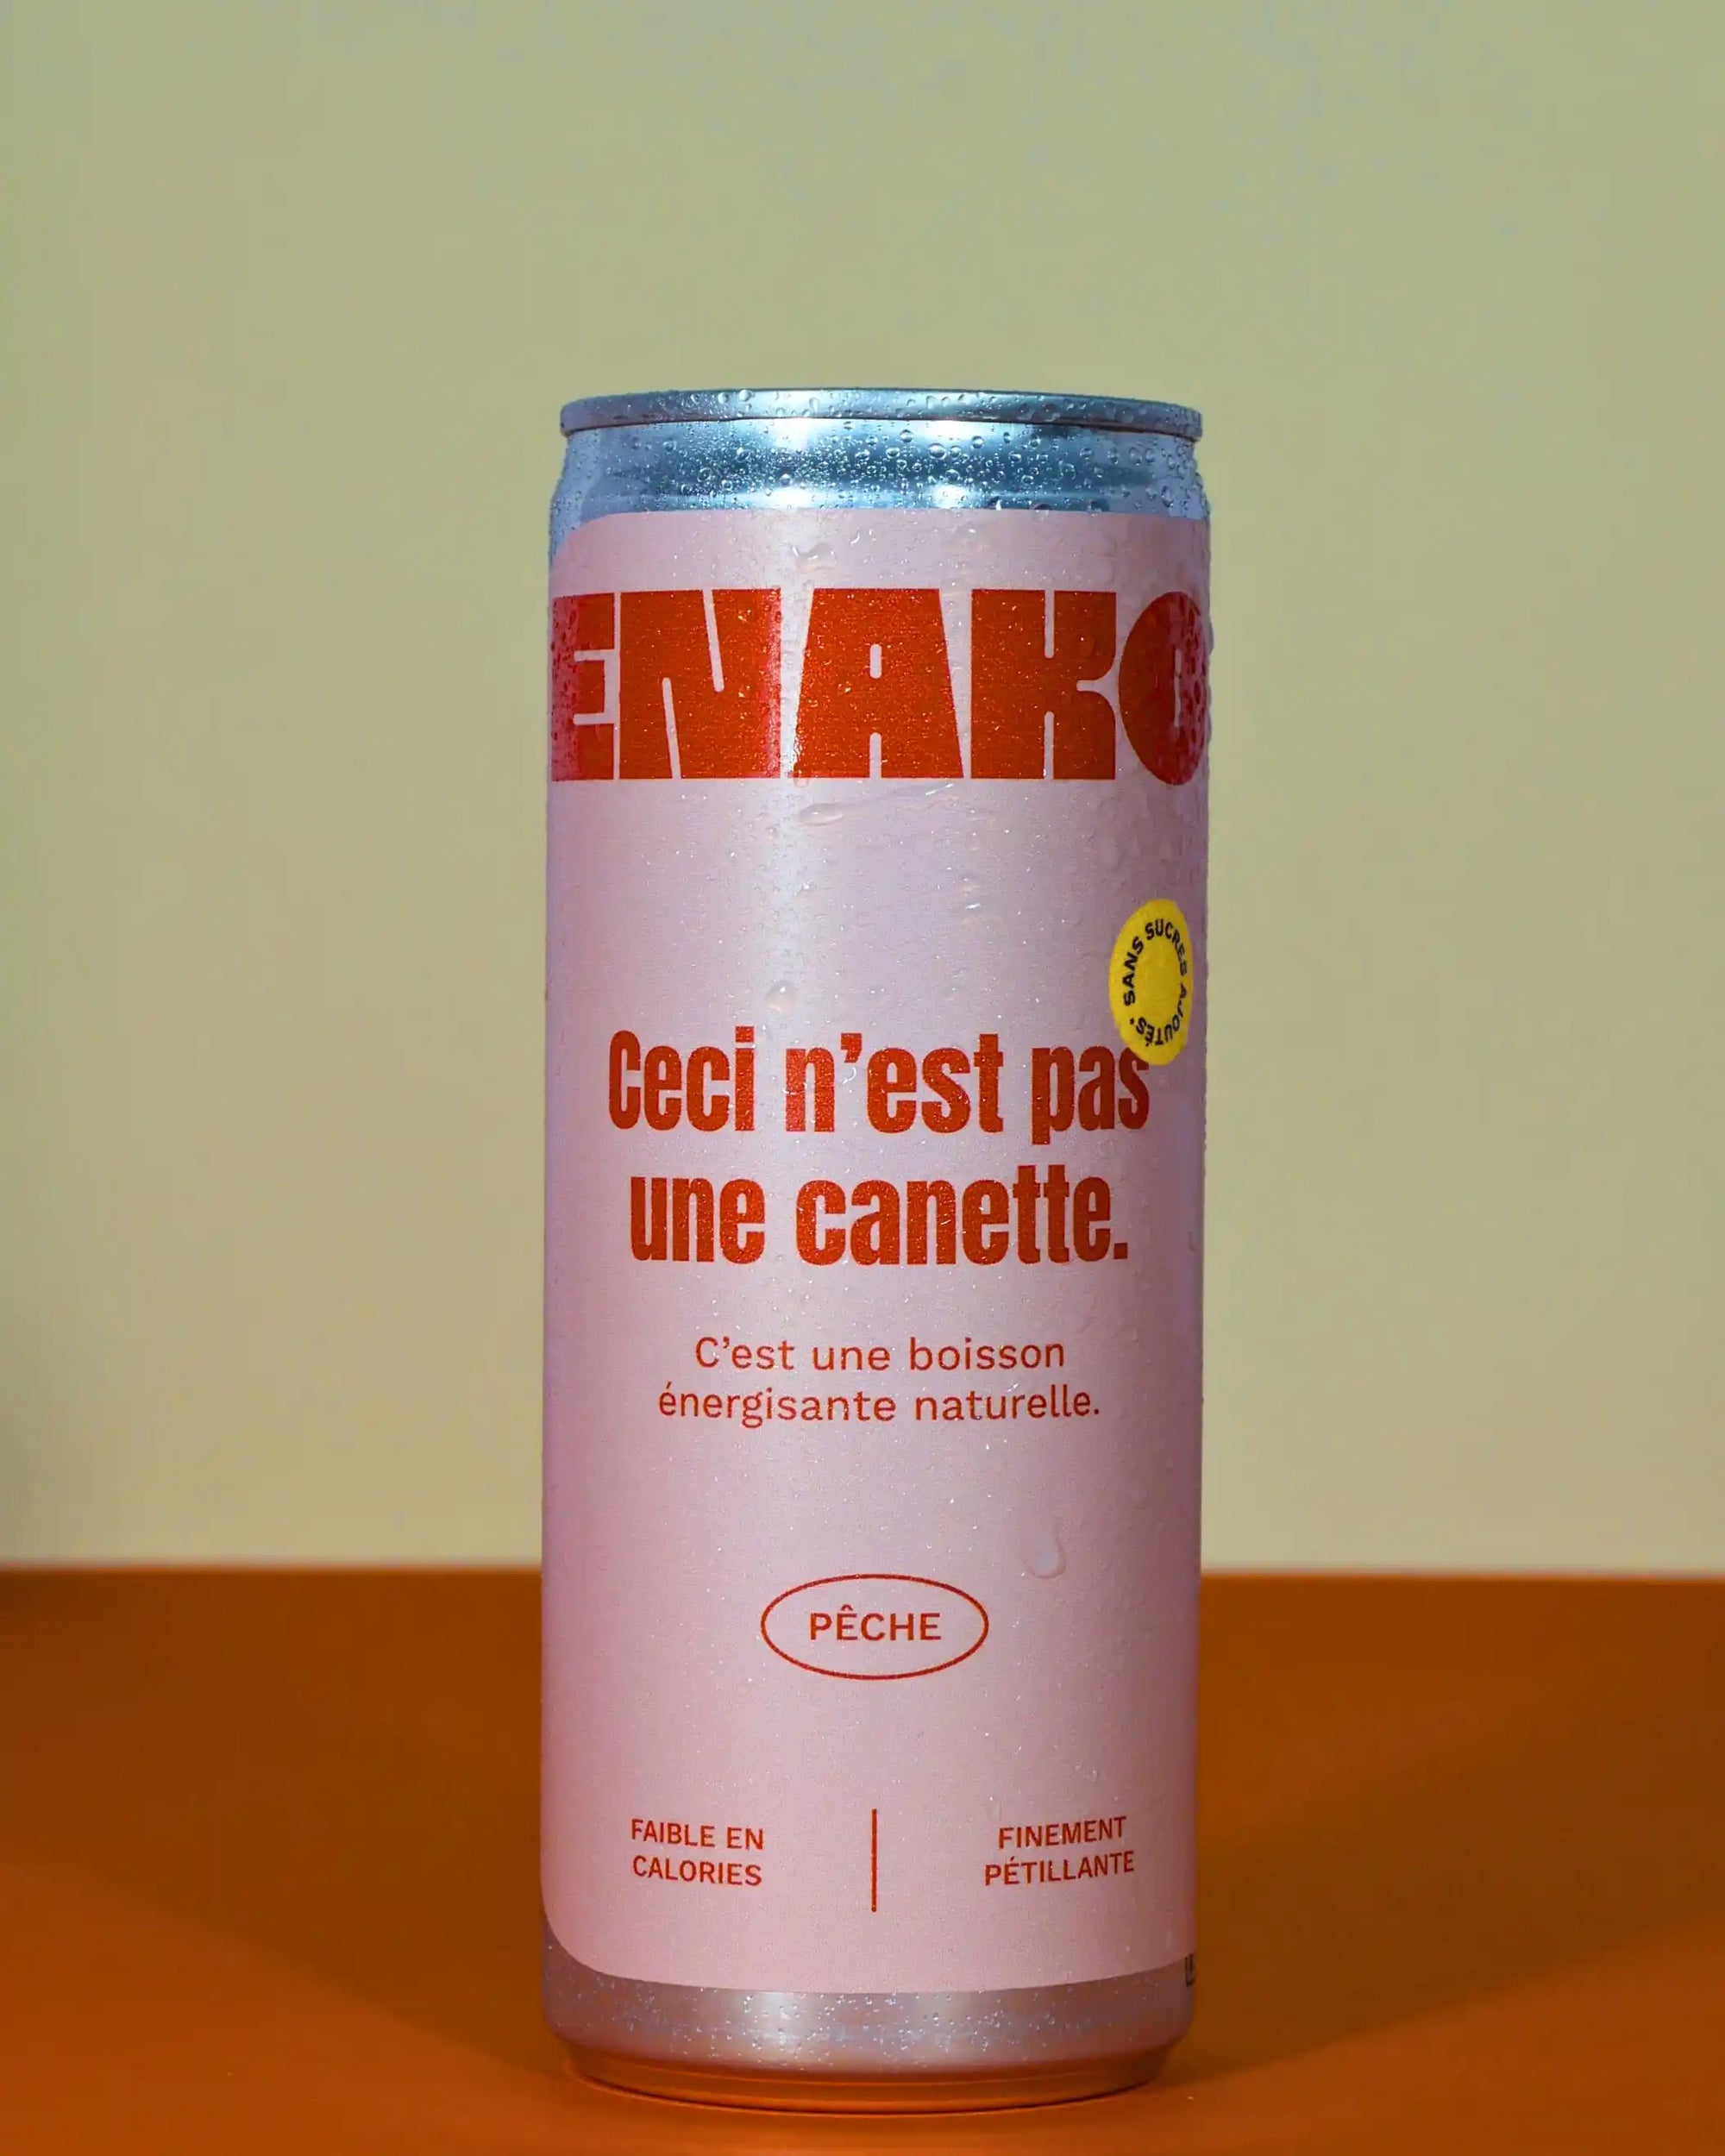 ENAKO
SANS SUCRES AJOUTÉS.
Ceci n’est pas
une canette.
C’est une boisson
énergisante naturelle.
PÊCHE
FAIBLE EN
CALORIES
FINEMENT
PÉTILLANTE